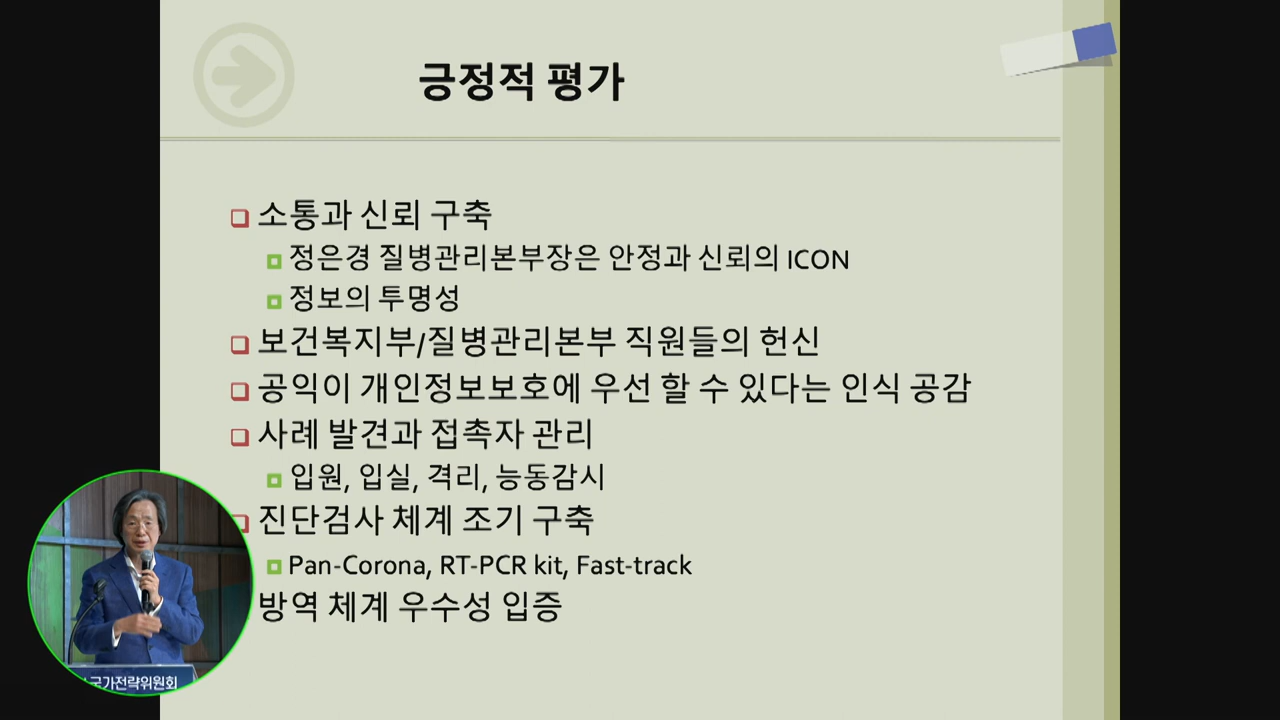 긍정적 평가
소통과 신뢰 구축
정은경 질병관리본부장은 안정과 신뢰의 ICON
정보의 투명성
보건복지부/질병관리본부 직원들의 헌신
공익이 개인정보보호에 우선 할 수 있다는 인식 공감
사례 발견과 접촉자 관리
입원, 입실, 격리, 능동감시
진단검사 체계 조기 구축
Pan-Corona, RT-PCR kit, Fast-track
방역 체계 우수성 입증
국가전략위원회